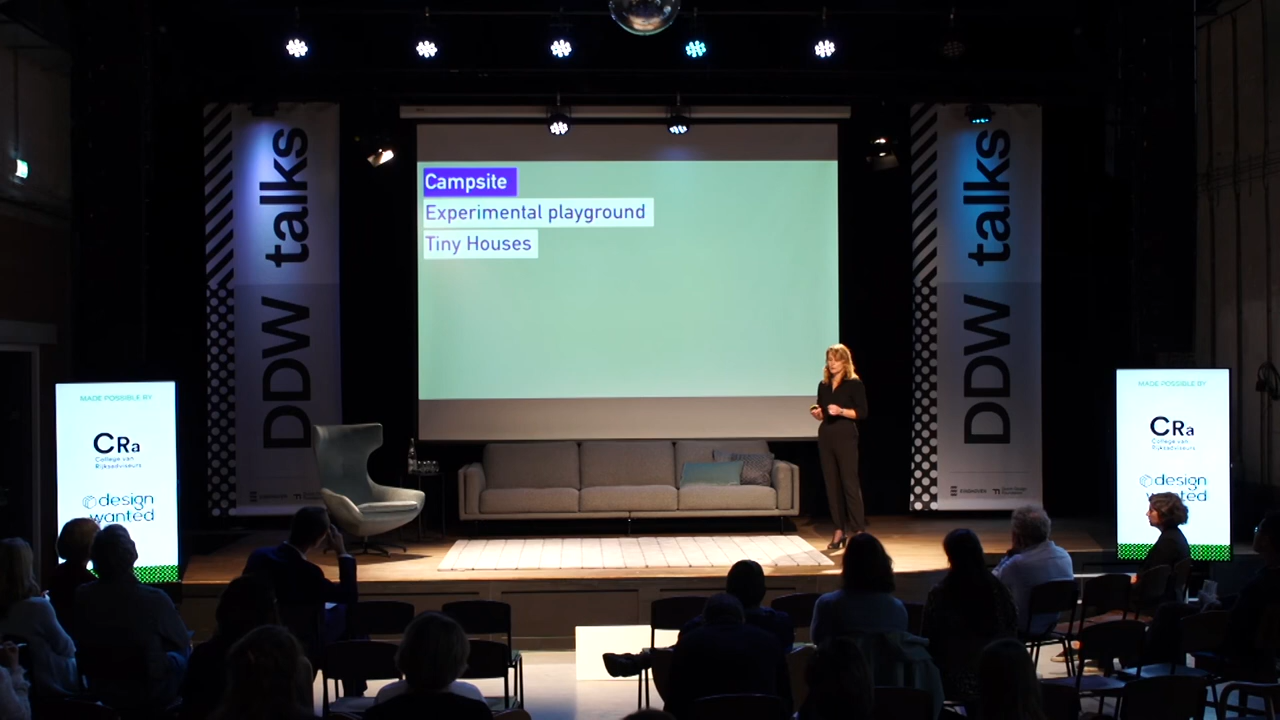 Campsite
Experimental playground
Tiny Houses
DDW talks
DDW talks
MADE POSSIBLE BY
CRa
College van
Rijksadviseurs
design
wanted
MADE POSSIBLE BY
CRa
College van
Rijksadviseurs
design
wanted